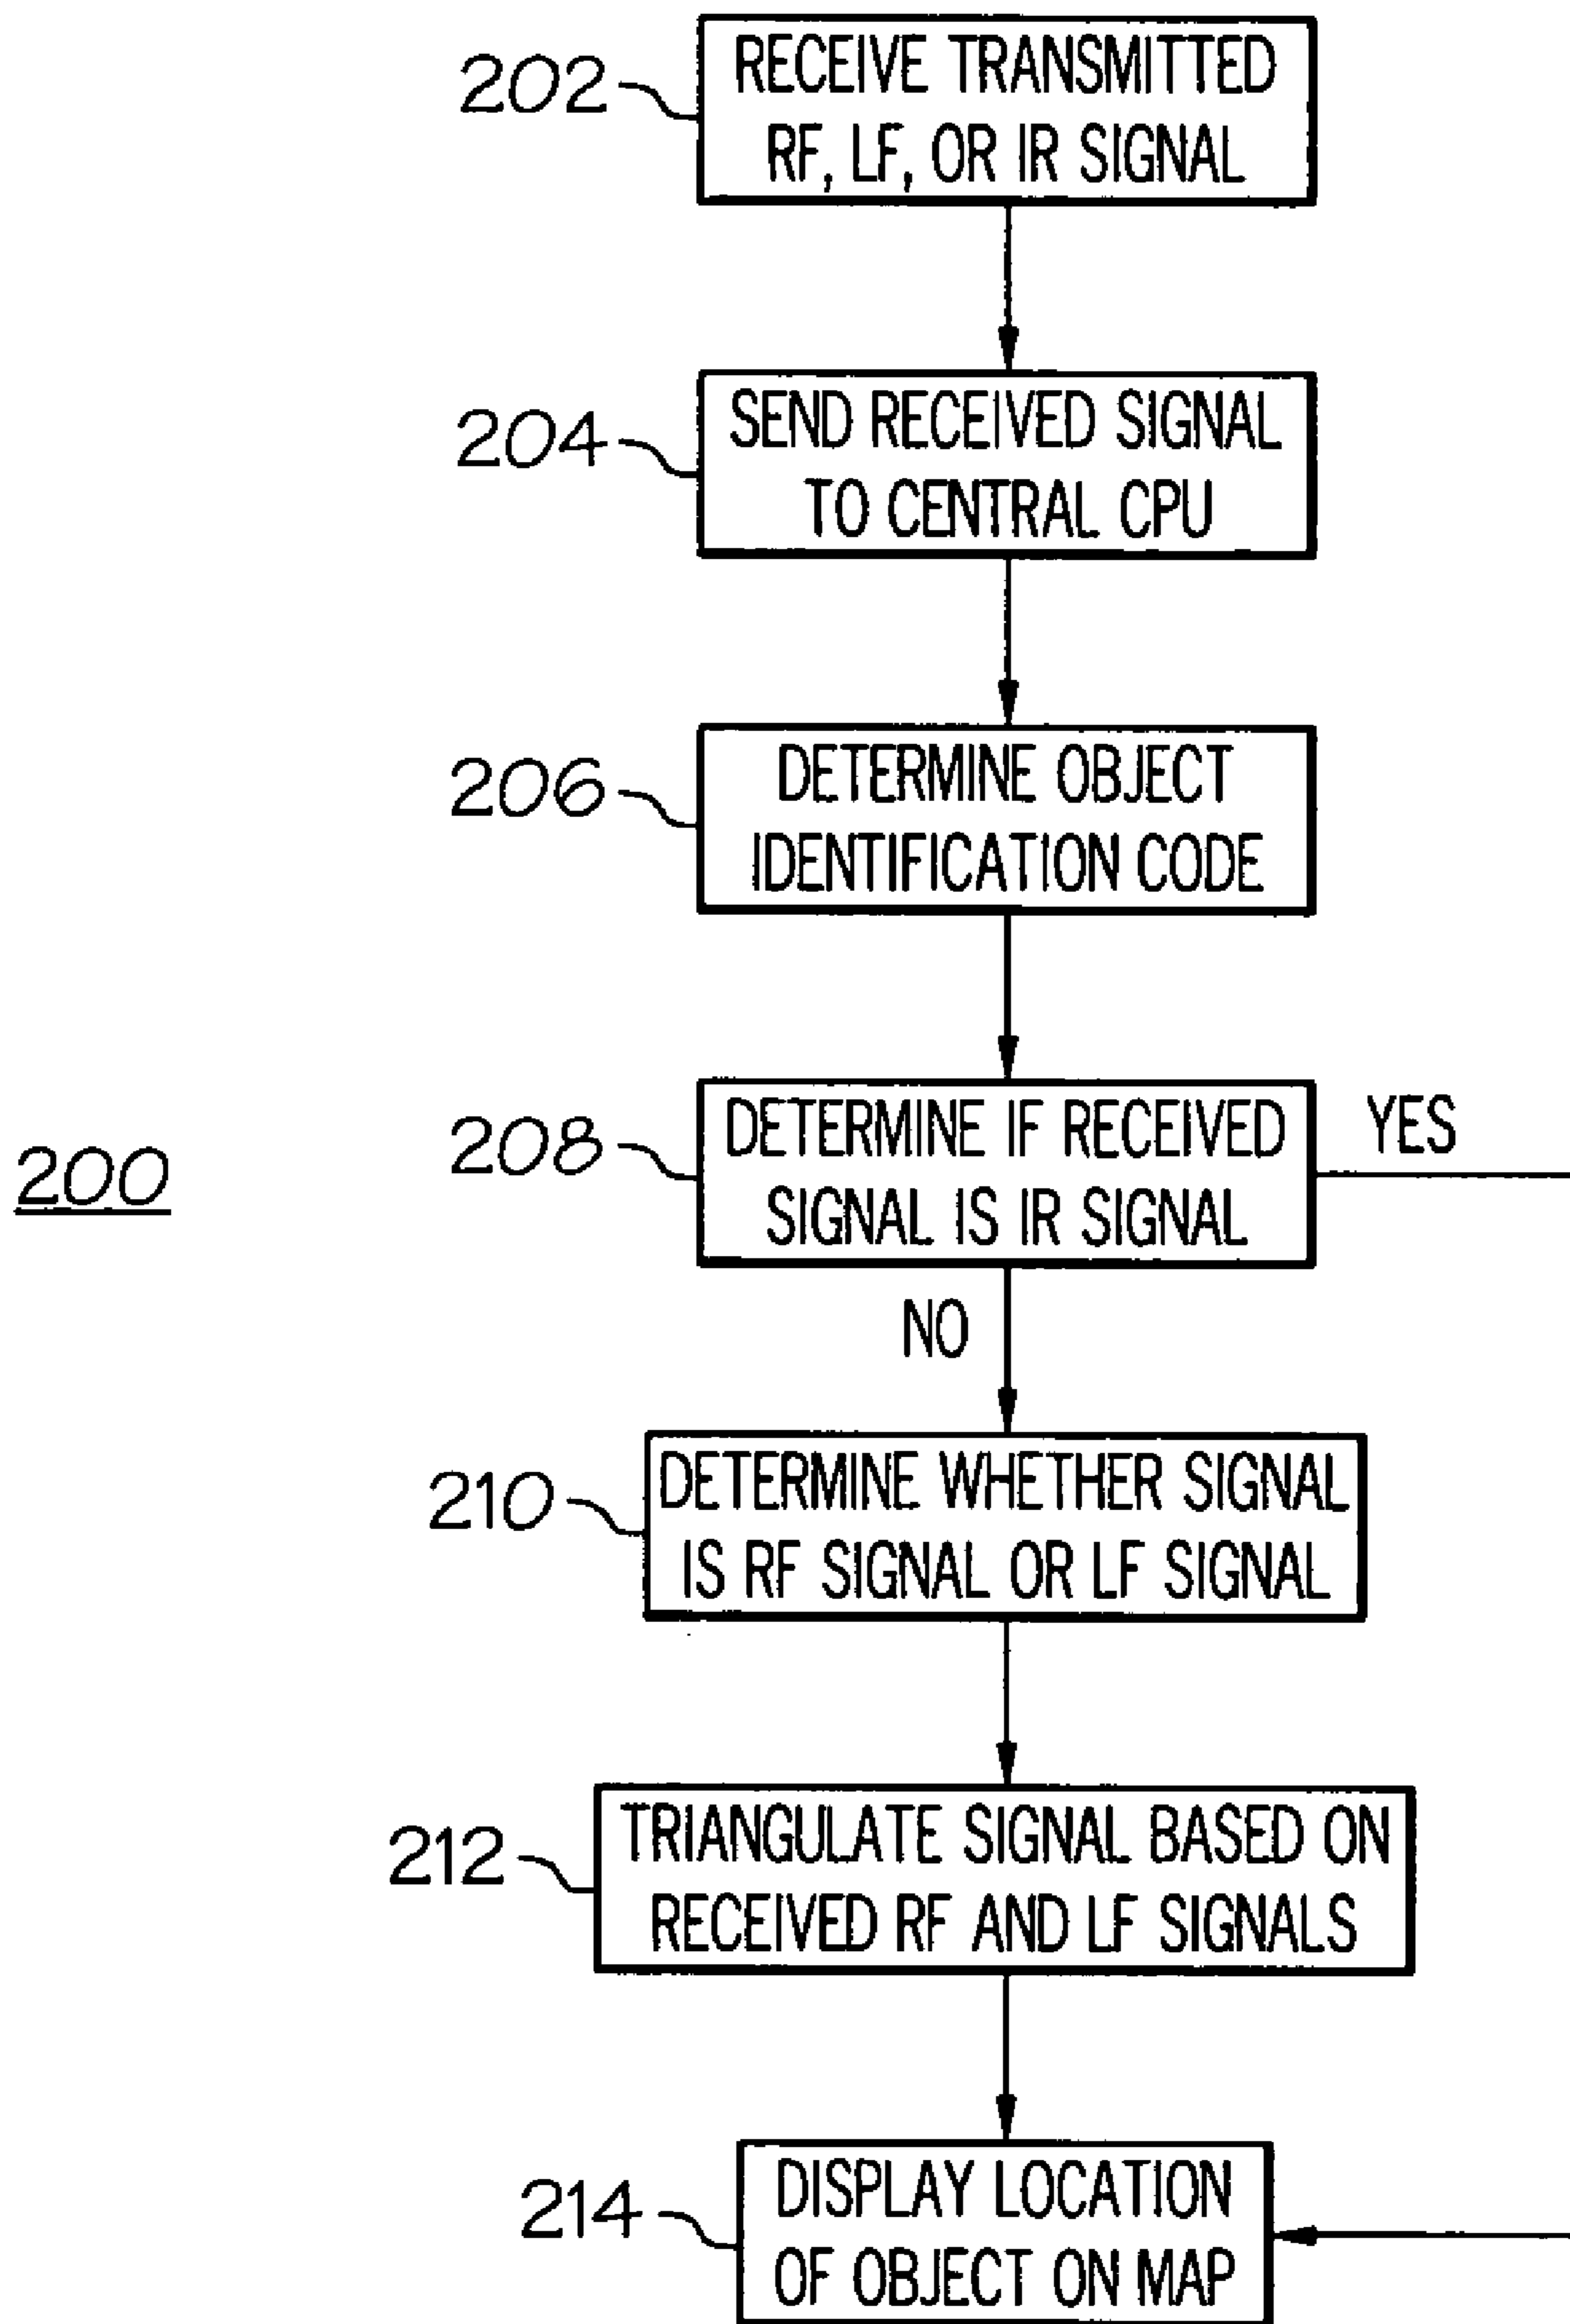 202
RECEIVE TRANSMITTED
RF, LF, OR IR SIGNAL
204
SEND RECEIVED SIGNAL
TO CENTRAL CPU
206
DETERMINE OBJECT
IDENTIFICATION CODE
200
208
DETERMINE IF RECEIVED
SIGNAL IS IR SIGNAL
YES
NO
210
DETERMINE WHETHER SIGNAL
IS RF SIGNAL OR LF SIGNAL
212
TRIANGULATE SIGNAL BASED ON
RECEIVED RF AND LF SIGNALS
214
DISPLAY LOCATION
OF OBJECT ON MAP